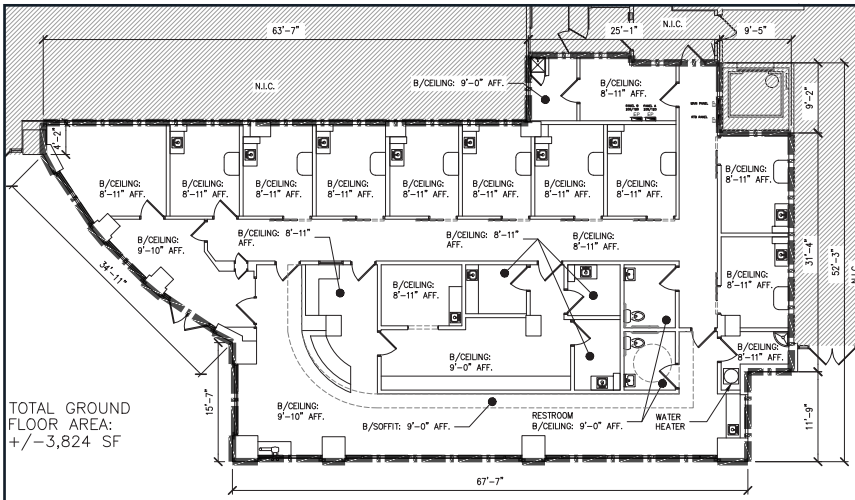 63'-7"
25'-1"
N.I.C.
9'-5"
B/CEILING: 9'-0" AFF.
B/CEILING:
8'-11" AFF.
N.I.C.
9'-2"
4'-2"
B/CEILING:
8'-11" AFF.
B/CEILING:
8'-11" AFF.
B/CEILING:
8'-11" AFF.
B/CEILING:
8'-11" AFF.
B/CEILING:
8'-11" AFF.
B/CEILING:
8'-11" AFF.
B/CEILING:
8'-11" AFF.
B/CEILING:
8'-11" AFF.
B/CEILING:
8'-11" AFF.
B/CEILING:
9'-10" AFF.
B/CEILING: 8'-11"
AFF.
B/CEILING: 8'-11"
AFF.
B/CEILING:
8'-11" AFF.
34'-11"
31'-4"
52'-3"
N.I.C.
B/CEILING:
8'-11" AFF.
B/CEILING:
8'-11" AFF.
B/CEILING:
9'-0" AFF.
B/CEILING:
8'-11" AFF.
15'-7"
TOTAL GROUND
FLOOR AREA:
+/-3,824 SF
B/CEILING:
9'-10" AFF.
B/SOFFIT: 9'-0" AFF.
RESTROOM
B/CEILING: 9'-0" AFF.
WATER
HEATER
11'-9"
67'-7"